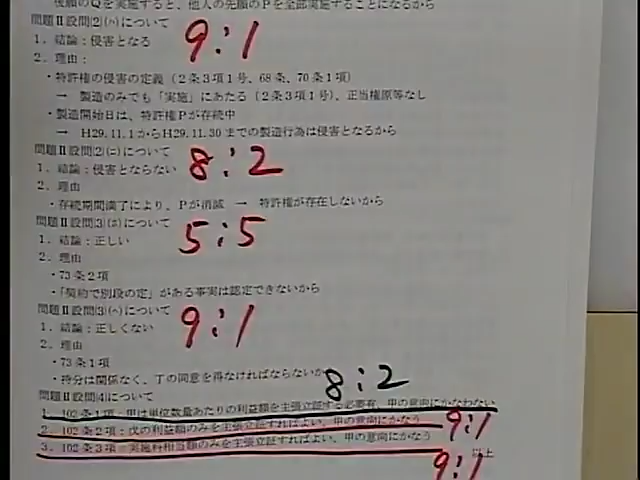 後願のQを実施すると、他人の先願のPを全部実施することになるから
問題Ⅱ設問(2)(ハ)について
9:1
1．結論：侵害となる
2．理由：
・特許権の侵害の定義（2条3項1号、68条、70条1項）
→ 製造のみでも「実施」にあたる（2条3項1号）、正当権原等なし
・製造開始日は、特許権Pが存続中
→ H29.11.1からH29.11.30までの製造行為は侵害となるから
問題Ⅱ設問(2)(ニ)について
8:2
1．結論：侵害とならない
2．理由
・存続期間満了により、Pが消滅 → 特許権が存在しないから
問題Ⅱ設問(3)(ホ)について
5:5
1．結論：正しい
2．理由
・73条2項
・「契約で別段の定」がある事実は認定できないから
問題Ⅱ設問(3)(ヘ)について
9:1
1．結論：正しくない
2．理由
・73条1項
・持分は関係なく、丁の同意を得なければならないか
8:2
問題Ⅱ設問(4)について
1．102条1項：甲は単位数量あたりの利益額を主張立証する必要有、甲の意向にかなわない
2．102条2項：戊の利益額のみを主張立証すればよい、甲の意向にかなう
9:1
3．102条3項：実施料相当額のみを主張立証すればよい、甲の意向にかなう
以上
9:1